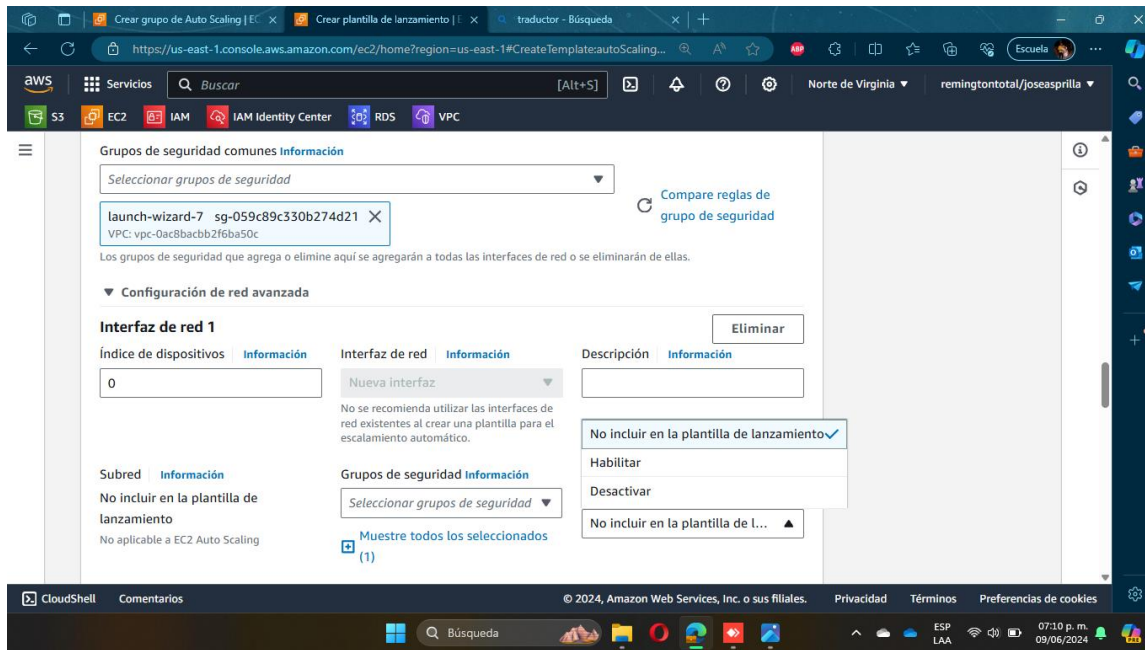 Crear grupo de Auto Scaling | EC
Crear plantilla de lanzamiento | E
traductor - Búsqueda
https://us-east-1.console.aws.amazon.com/ec2/home?region=us-east-1#CreateTemplate:autoScaling...
ABP
Escuela
aws
Servicios
Buscar
[Alt+S]
Norte de Virginia ▼
remingtontotal/joseasprilla ▼
S3
EC2
IAM
IAM Identity Center
RDS
VPC
Grupos de seguridad comunes Información
Seleccionar grupos de seguridad
Compare reglas de
grupo de seguridad
launch-wizard-7 sg-059c89c330b274d21
VPC: vpc-0ac8bacbb2f6ba50c
Los grupos de seguridad que agrega o elimine aquí se agregarán a todas las interfaces de red o se eliminarán de ellas.
▼ Configuración de red avanzada
Interfaz de red 1
Eliminar
Índice de dispositivos | Información
0
Interfaz de red | Información
Nueva interfaz
No se recomienda utilizar las interfaces de
red existentes al crear una plantilla para el
escalamiento automático.
Descripción | Información
No incluir en la plantilla de lanzamiento
Habilitar
Desactivar
No incluir en la plantilla de l...
Subred | Información
No incluir en la plantilla de
lanzamiento
No aplicable a EC2 Auto Scaling
Grupos de seguridad Información
Seleccionar grupos de seguridad
Muestre todos los seleccionados
(1)
CloudShell
Comentarios
© 2024, Amazon Web Services, Inc. o sus filiales.
Privacidad
Términos
Preferencias de cookies
Búsqueda
ESP
LAA
07:10 p. m.
09/06/2024
PRE